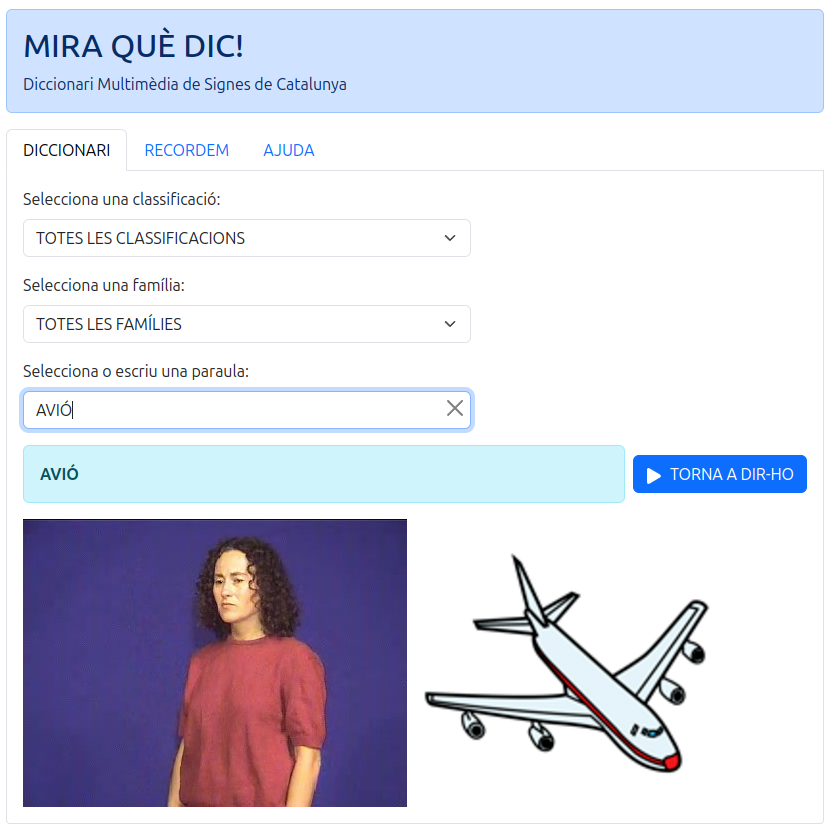 MIRA QUÈ DIC!
Diccionari Multimèdia de Signes de Catalunya
DICCIONARI RECORDEM AJUDA
Selecciona una classificació:
TOTES LES CLASSIFICACIONS
Selecciona una família:
TOTES LES FAMÍLIES
Selecciona o escriu una paraula:
AVIÓ
AVIÓ
TORNA A DIR-HO